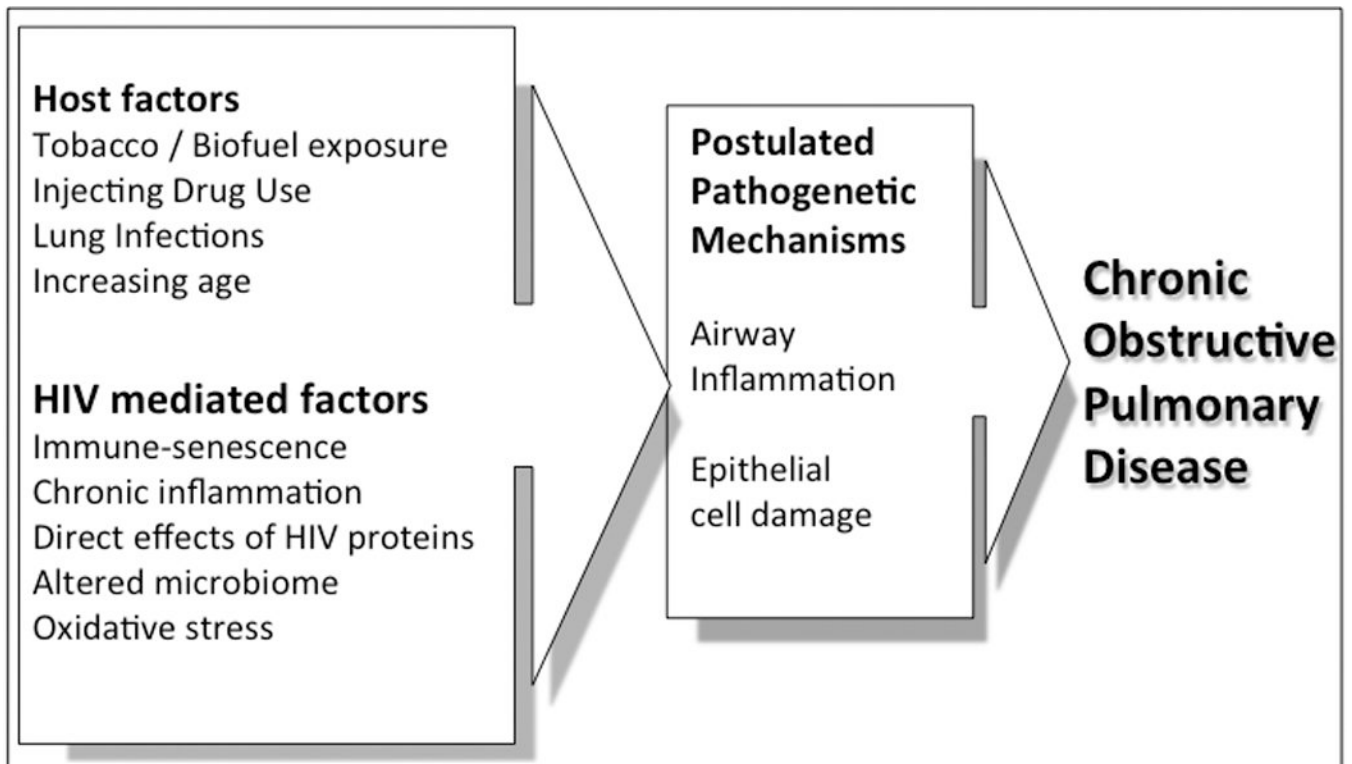 Host factors
Tobacco / Biofuel exposure
Injecting Drug Use
Lung Infections
Increasing age
HIV mediated factors
Immune-senescence
Chronic inflammation
Direct effects of HIV proteins
Altered microbiome
Oxidative stress
Postulated
Pathogenetic
Mechanisms
Airway
Inflammation
Epithelial
cell damage
Chronic
Obstructive
Pulmonary
Disease